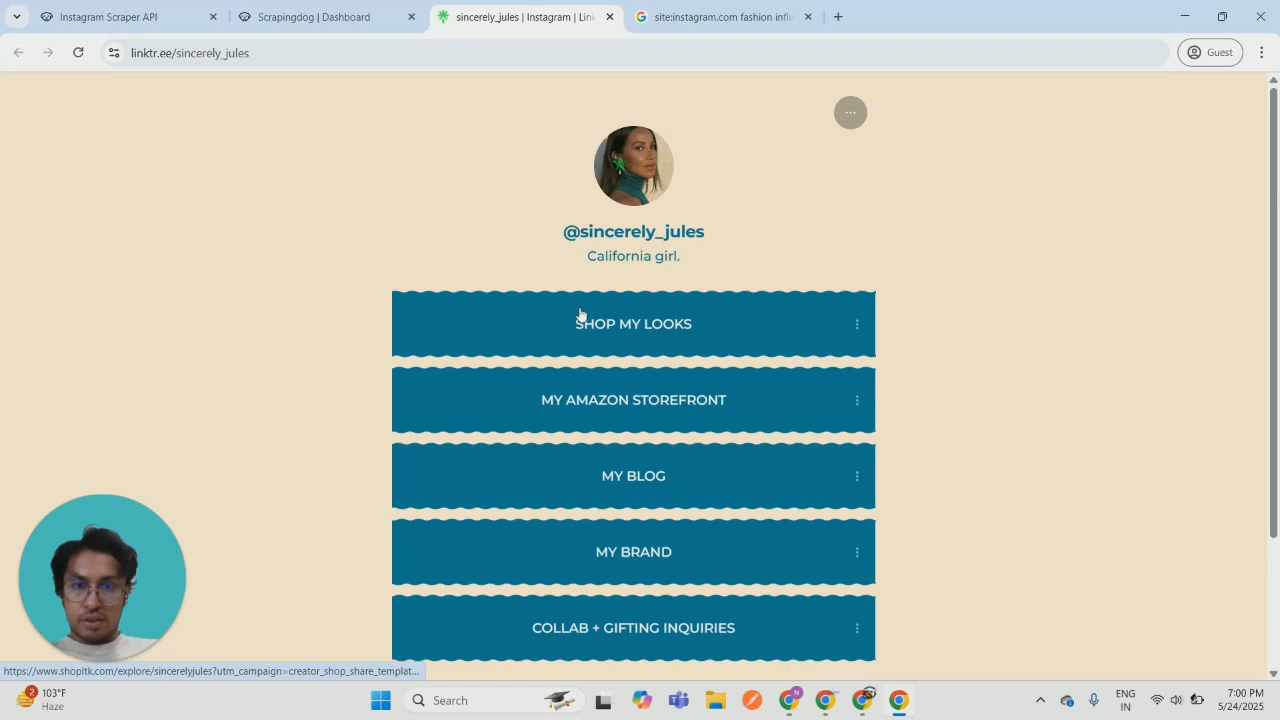 Instagram Scraper API
Scrapingdog | Dashboard
sincerely_jules | Instagram | Lin
site:instagram.com fashion influ
linktr.ee/sincerely_jules
Guest
@sincerely_jules
California girl.
SHOP MY LOOKS
MY AMAZON STOREFRONT
MY BLOG
MY BRAND
COLLAB + GIFTING INQUIRIES
https://www.shopltk.com/explore/sincerelyjules?utm_campaign=creator_shop_share_templat...
2
103°F
Haze
Search
N
ENG
IN
7:00 PM
5/24/2025